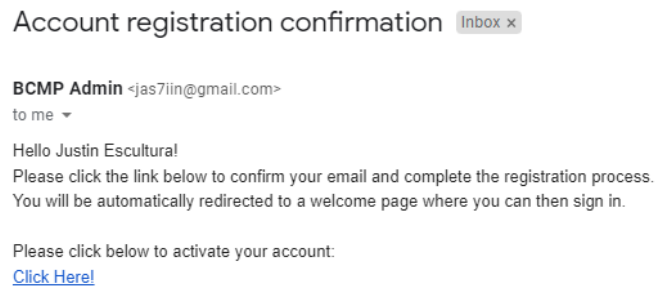 Account registration confirmation Inbox x
BCMP Admin <jas7iin@gmail.com>
to me
Hello Justin Escultura!
Please click the link below to confirm your email and complete the registration process.
You will be automatically redirected to a welcome page where you can then sign in.
Please click below to activate your account:
Click Here!